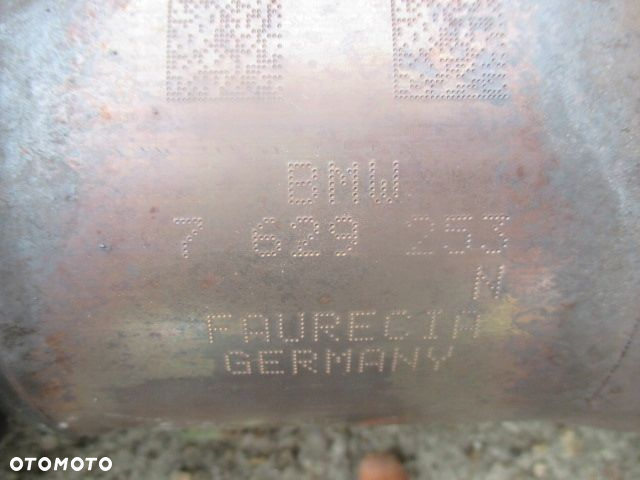 BMW
7 629 253
N
FAURECIA
GERMANY
OTOMOTO